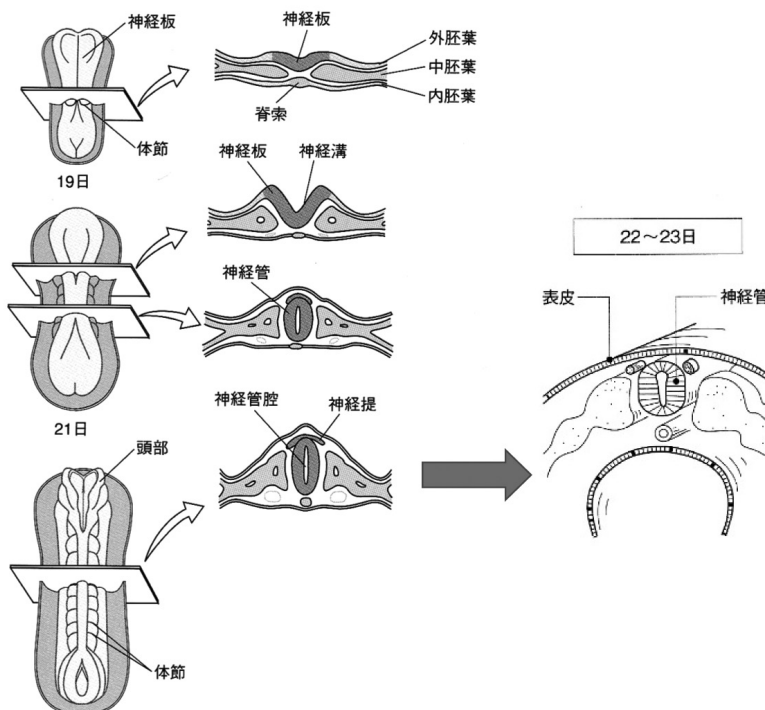 神経板
神経板
外胚葉
中胚葉
内胚葉
脊索
体節
19日
神経板
神経溝
神経管
21日
神経管腔
神経提
頭部
体節
22～23日
表皮
神経管